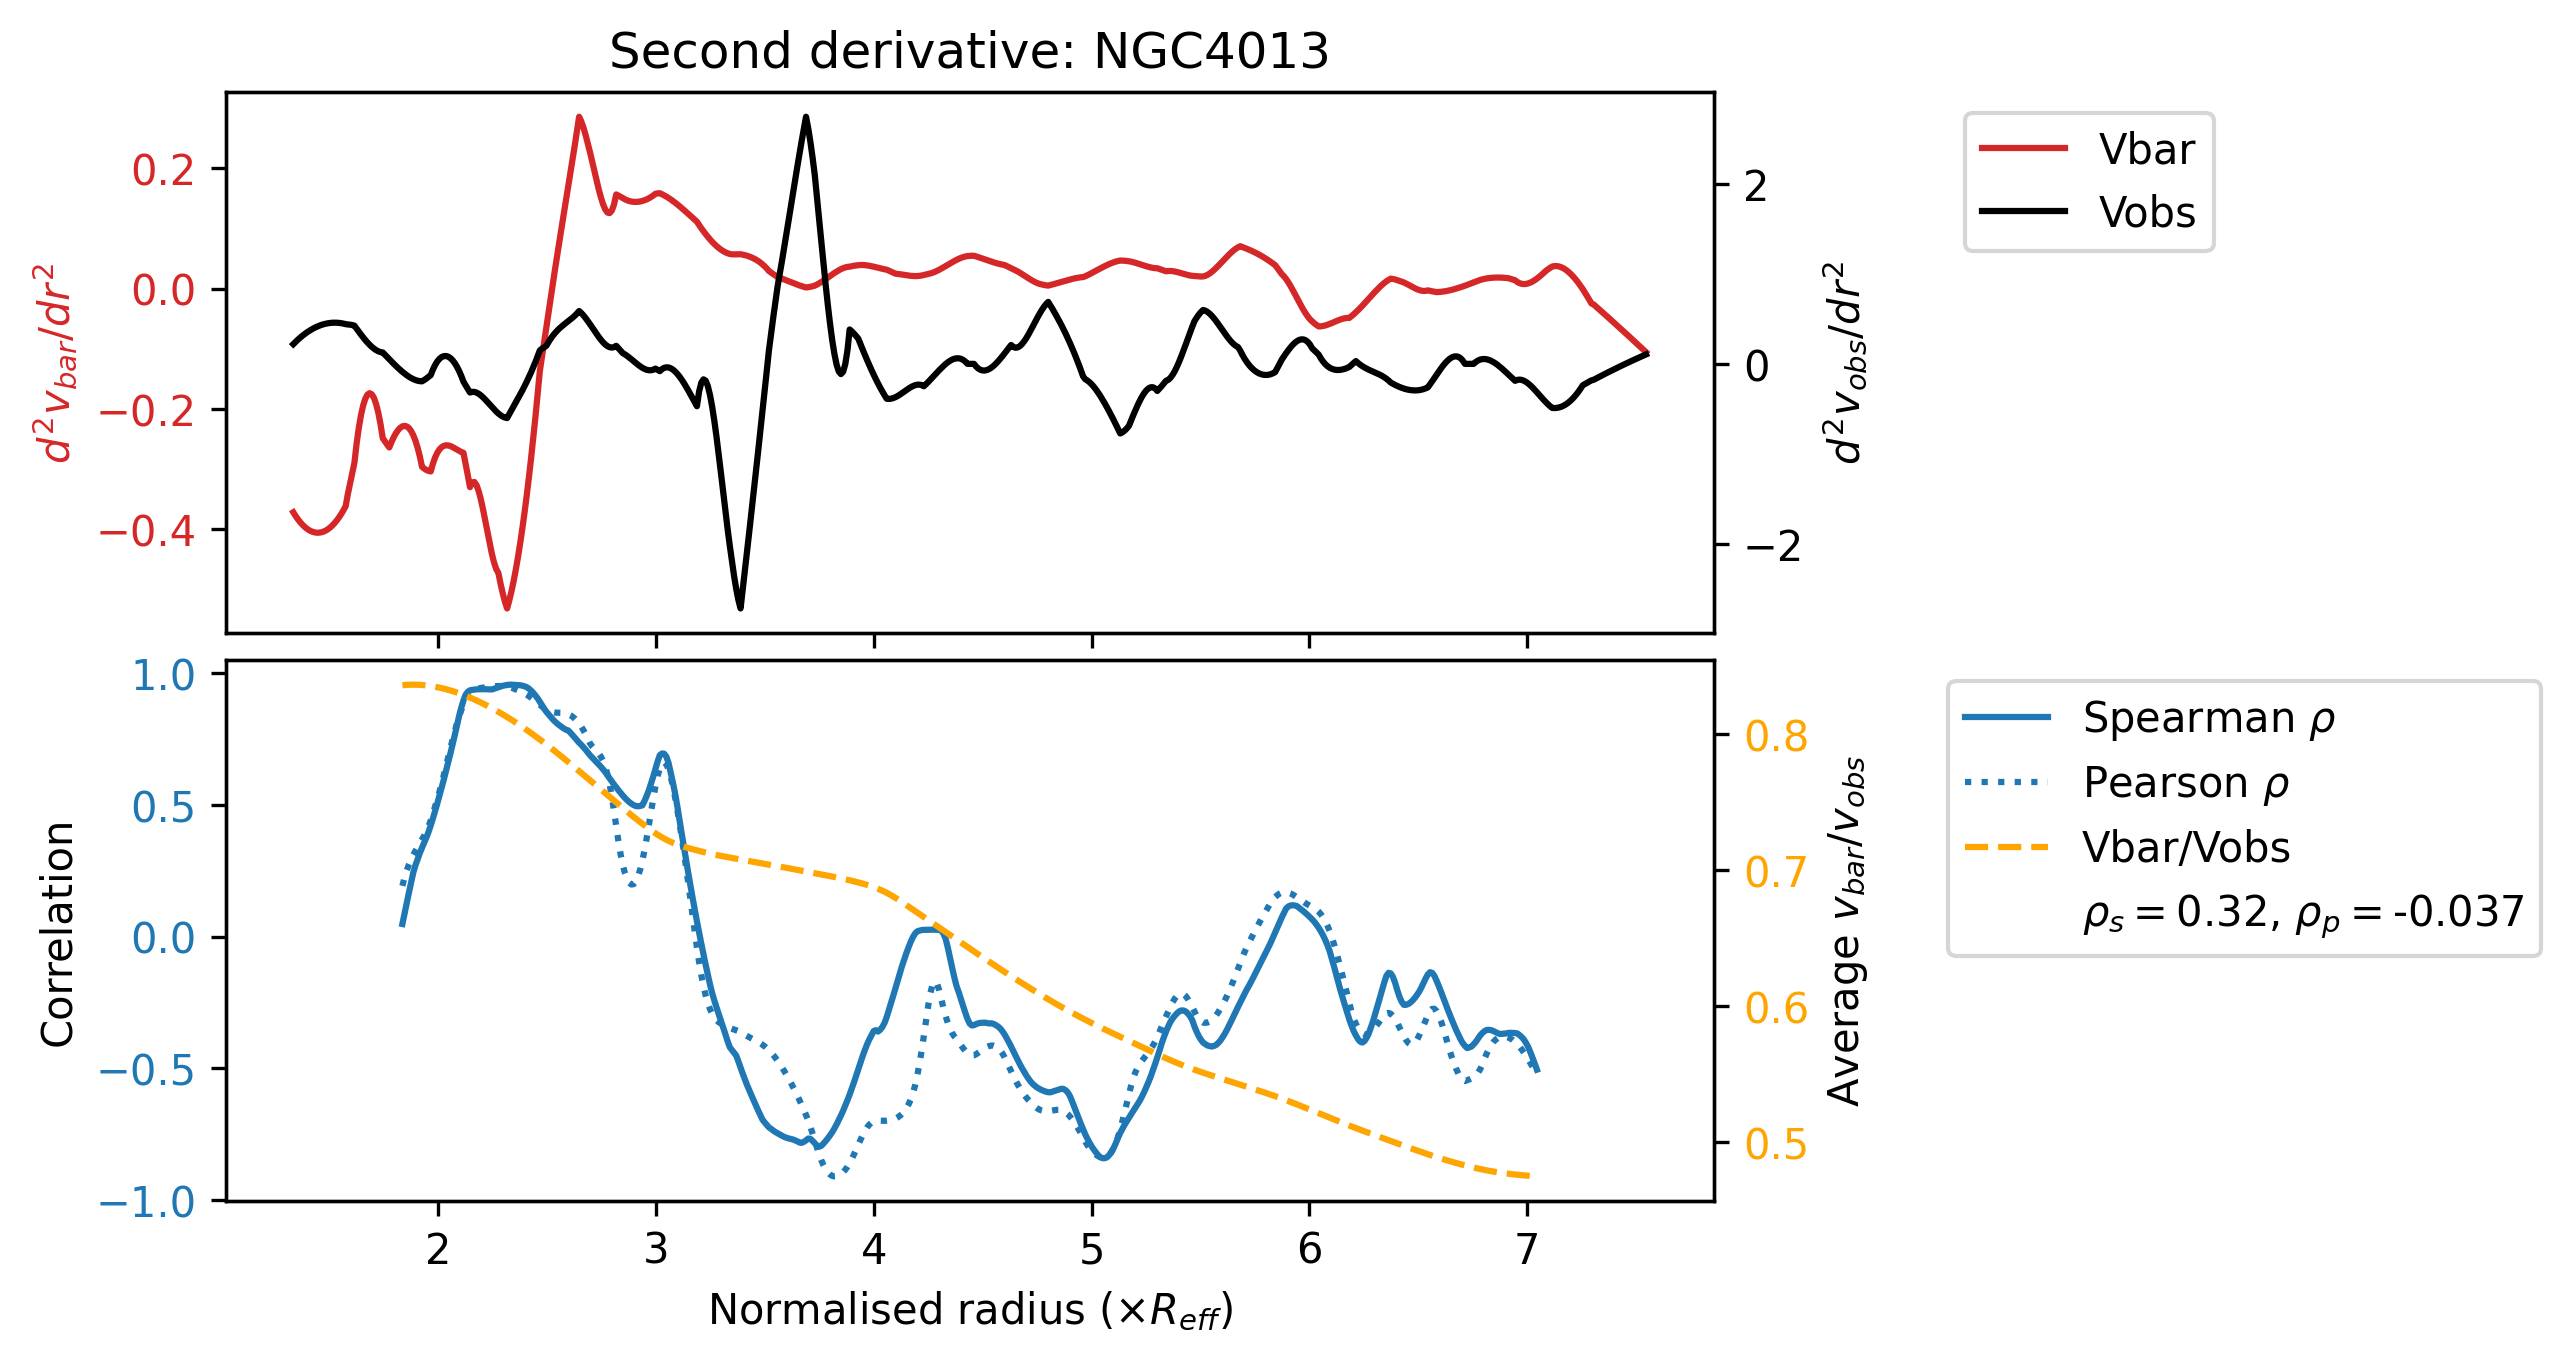 Second derivative: NGC4013
0.2
0.0
−0.2
−0.4
d²v_bar/dr²
2
0
−2
d²v_obs/dr²
Vbar
Vobs
1.0
0.5
0.0
−0.5
−1.0
Correlation
0.8
0.7
0.6
0.5
Average v_bar/v_obs
Spearman ρ
Pearson ρ
Vbar/Vobs
ρ_s = 0.32, ρ_p = -0.037
2 3 4 5 6 7
Normalised radius (×R_eff)